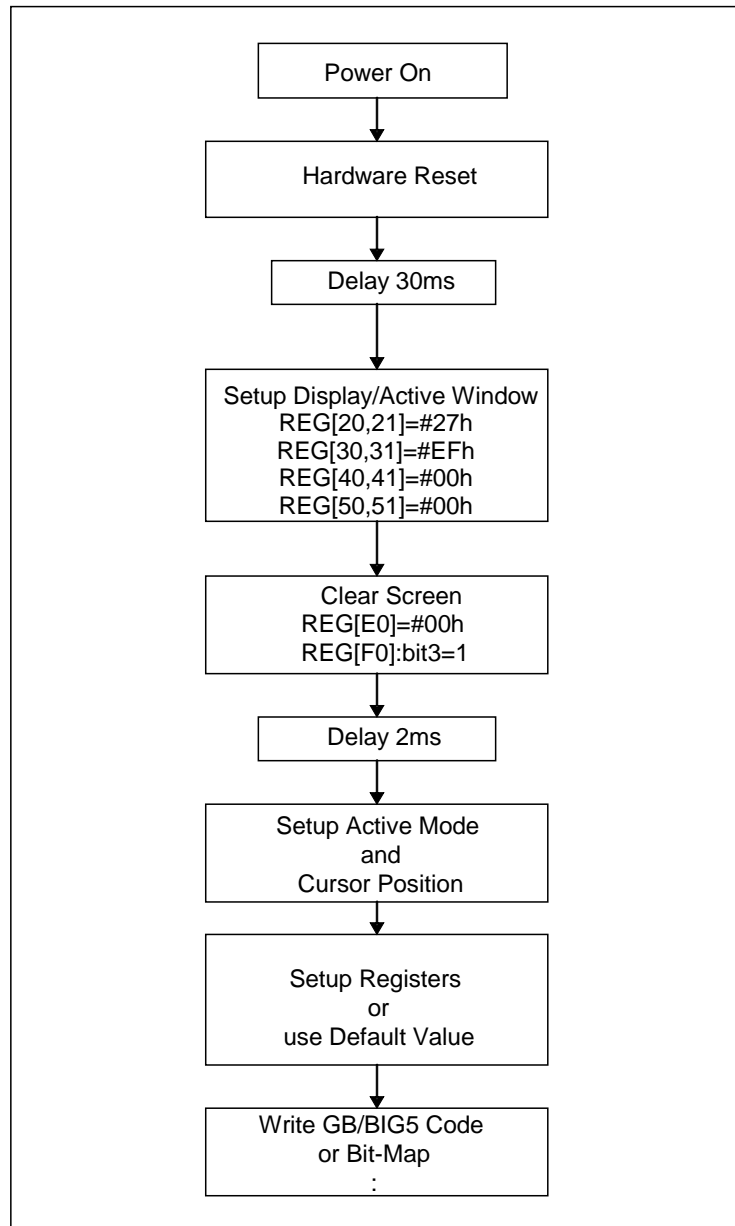 Power On
Hardware Reset
Delay 30ms
Setup Display/Active Window
REG[20,21]=#27h
REG[30,31]=#EFh
REG[40,41]=#00h
REG[50,51]=#00h
Clear Screen
REG[E0]=#00h
REG[F0]:bit3=1
Delay 2ms
Setup Active Mode
and
Cursor Position
Setup Registers
or
use Default Value
Write GB/BIG5 Code
or Bit-Map
: